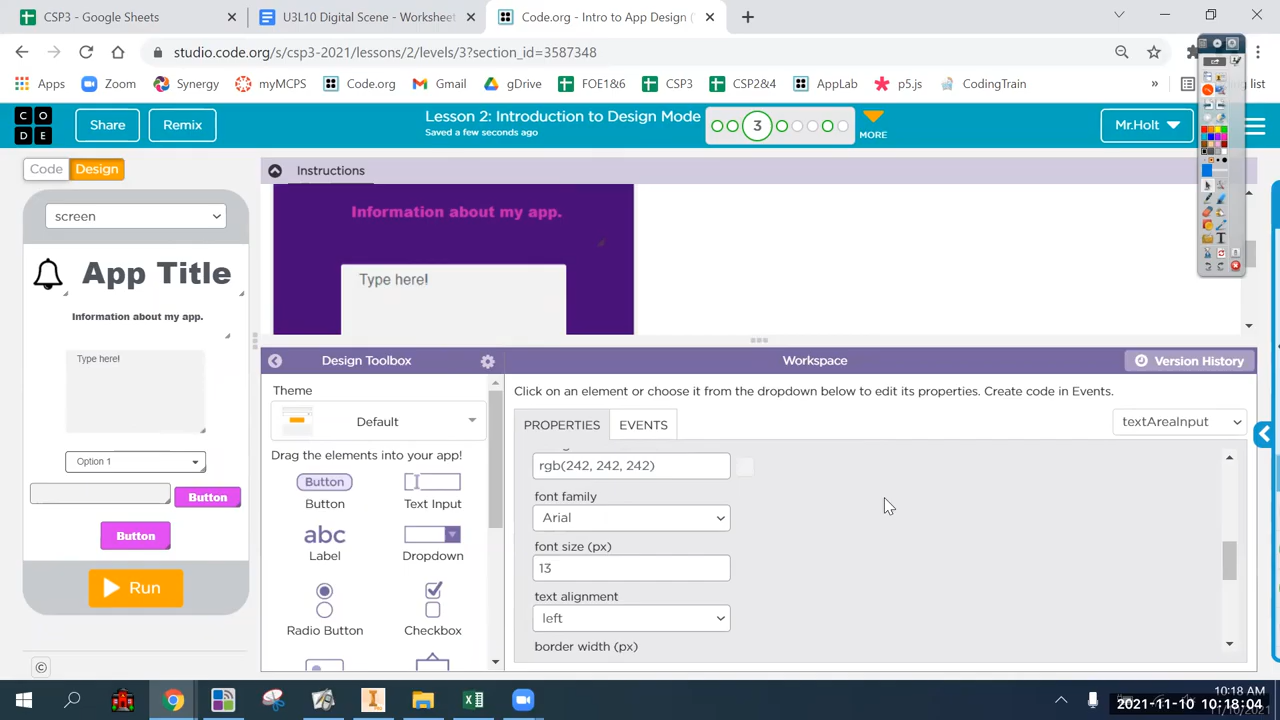 CSP3 - Google Sheets
U3L10 Digital Scene - Worksheet
Code.org - Intro to App Design (
studio.code.org/s/csp3-2021/lessons/2/levels/3?section_id=3587348
Apps
Zoom
Synergy
myMCPS
Code.org
Gmail
gDrive
FOE1&6
CSP3
CSP2&4
AppLab
p5.js
CodingTrain
»
C O
D E
Share
Remix
Lesson 2: Introduction to Design Mode
Saved a few seconds ago
3
MORE
Mr.Holt
Code
Design
Instructions
screen
App Title
Information about my app.
Type here!
Option 1
Button
Button
Run
©
Information about my app.
Type here!
Design Toolbox
Workspace
Version History
Theme
Default
Drag the elements into your app!
Button
Button
Text Input
abc
Label
Dropdown
Radio Button
Checkbox
Click on an element or choose it from the dropdown below to edit its properties. Create code in Events.
PROPERTIES
EVENTS
textAreaInput
rgb(242, 242, 242)
font family
Arial
font size (px)
13
text alignment
left
border width (px)
10:18 AM
2021-11-10 10:18:04